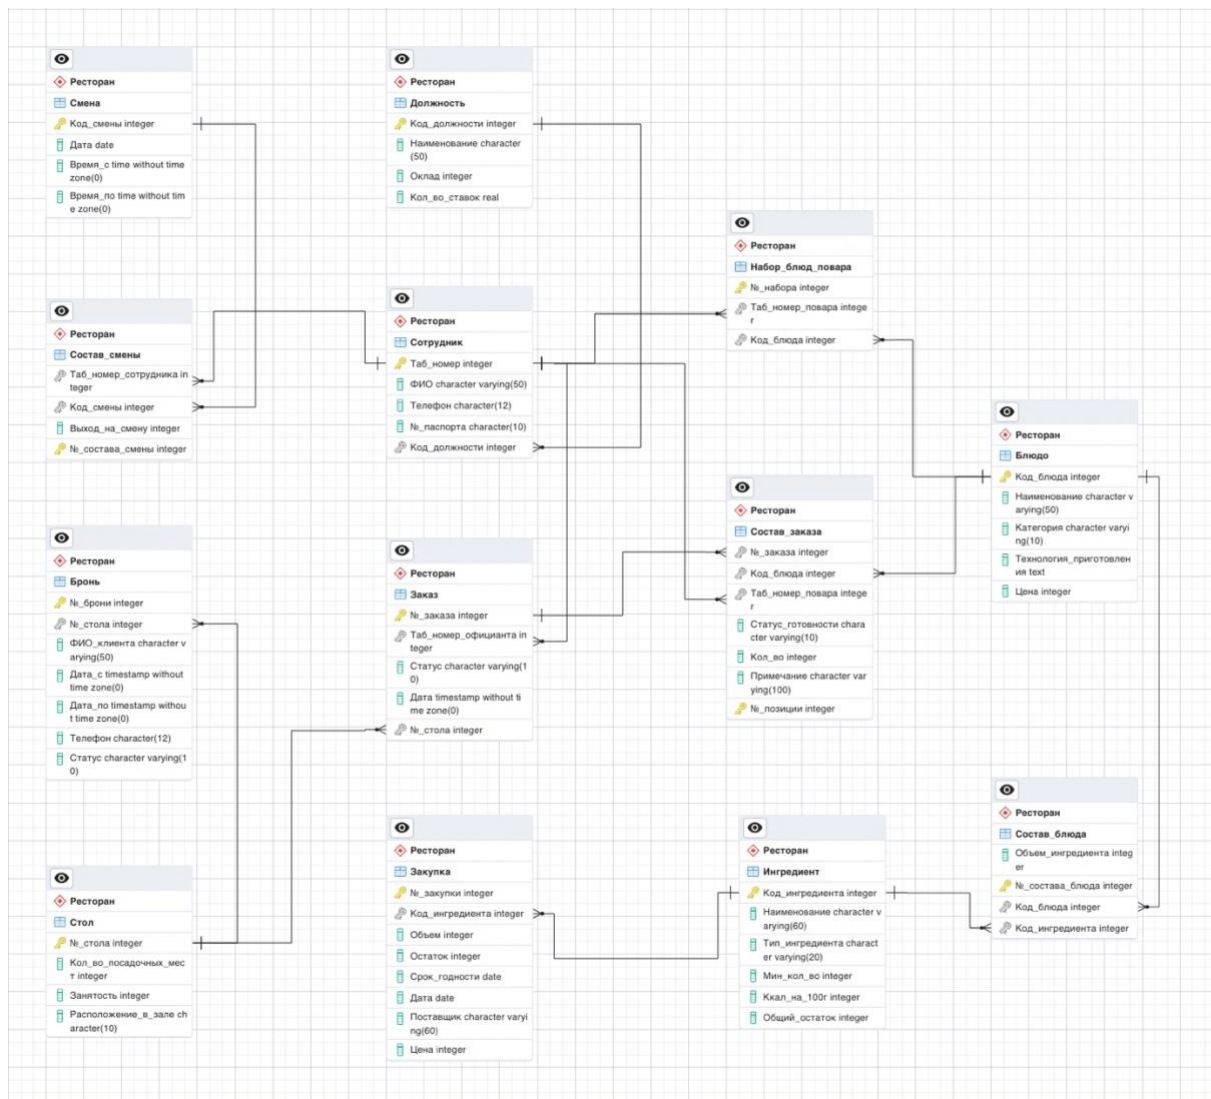 Ресторан
Смена
Код_смены integer
Дата date
Время_с time without time
zone(0)
Время_по time without tim
e zone(0)
Ресторан
Должность
Код_должности integer
Наименование character
(50)
Оклад integer
Кол_во_ставок real
Ресторан
Набор_блюд_повара
№_набора integer
Таб_номер_повара intege
r
Код_блюда integer
Ресторан
Состав_смены
Таб_номер_сотрудника in
teger
Код_смены integer
Выход_на_смену integer
№_состава_смены integer
Ресторан
Сотрудник
Таб_номер integer
ФИО character varying(50)
Телефон character(12)
№_паспорта character(10)
Код_должности integer
Ресторан
Блюдо
Код_блюда integer
Наименование character v
arying(50)
Категория character varyi
ng(10)
Технология_приготовлен
ия text
Цена integer
Ресторан
Состав_заказа
№_заказа integer
Код_блюда integer
Таб_номер_повара intege
r
Статус_готовности chara
cter varying(10)
Кол_во integer
Примечание character var
ying(100)
№_позиции integer
Ресторан
Бронь
№_брони integer
№_стола integer
ФИО_клиента character v
arying(50)
Дата_с timestamp without
time zone(0)
Дата_по timestamp withou
t time zone(0)
Телефон character(12)
Статус character varying(1
0)
Ресторан
Заказ
№_заказа integer
Таб_номер_официанта in
teger
Статус character varying(1
0)
Дата timestamp without ti
me zone(0)
№_стола integer
Ресторан
Состав_блюда
Объем_ингредиента integ
er
№_состава_блюда integer
Код_блюда integer
Код_ингредиента integer
Ресторан
Стол
№_стола integer
Кол_во_посадочных_мес
т integer
Занятость integer
Расположение_в_зале ch
aracter(10)
Ресторан
Закупка
№_закупки integer
Код_ингредиента integer
Объем integer
Остаток integer
Срок_годности date
Дата date
Поставщик character varyi
ng(60)
Цена integer
Ресторан
Ингредиент
Код_ингредиента integer
Наименование character v
arying(60)
Тип_ингредиента charact
er varying(20)
Мин_кол_во integer
Ккал_на_100г integer
Общий_остаток integer